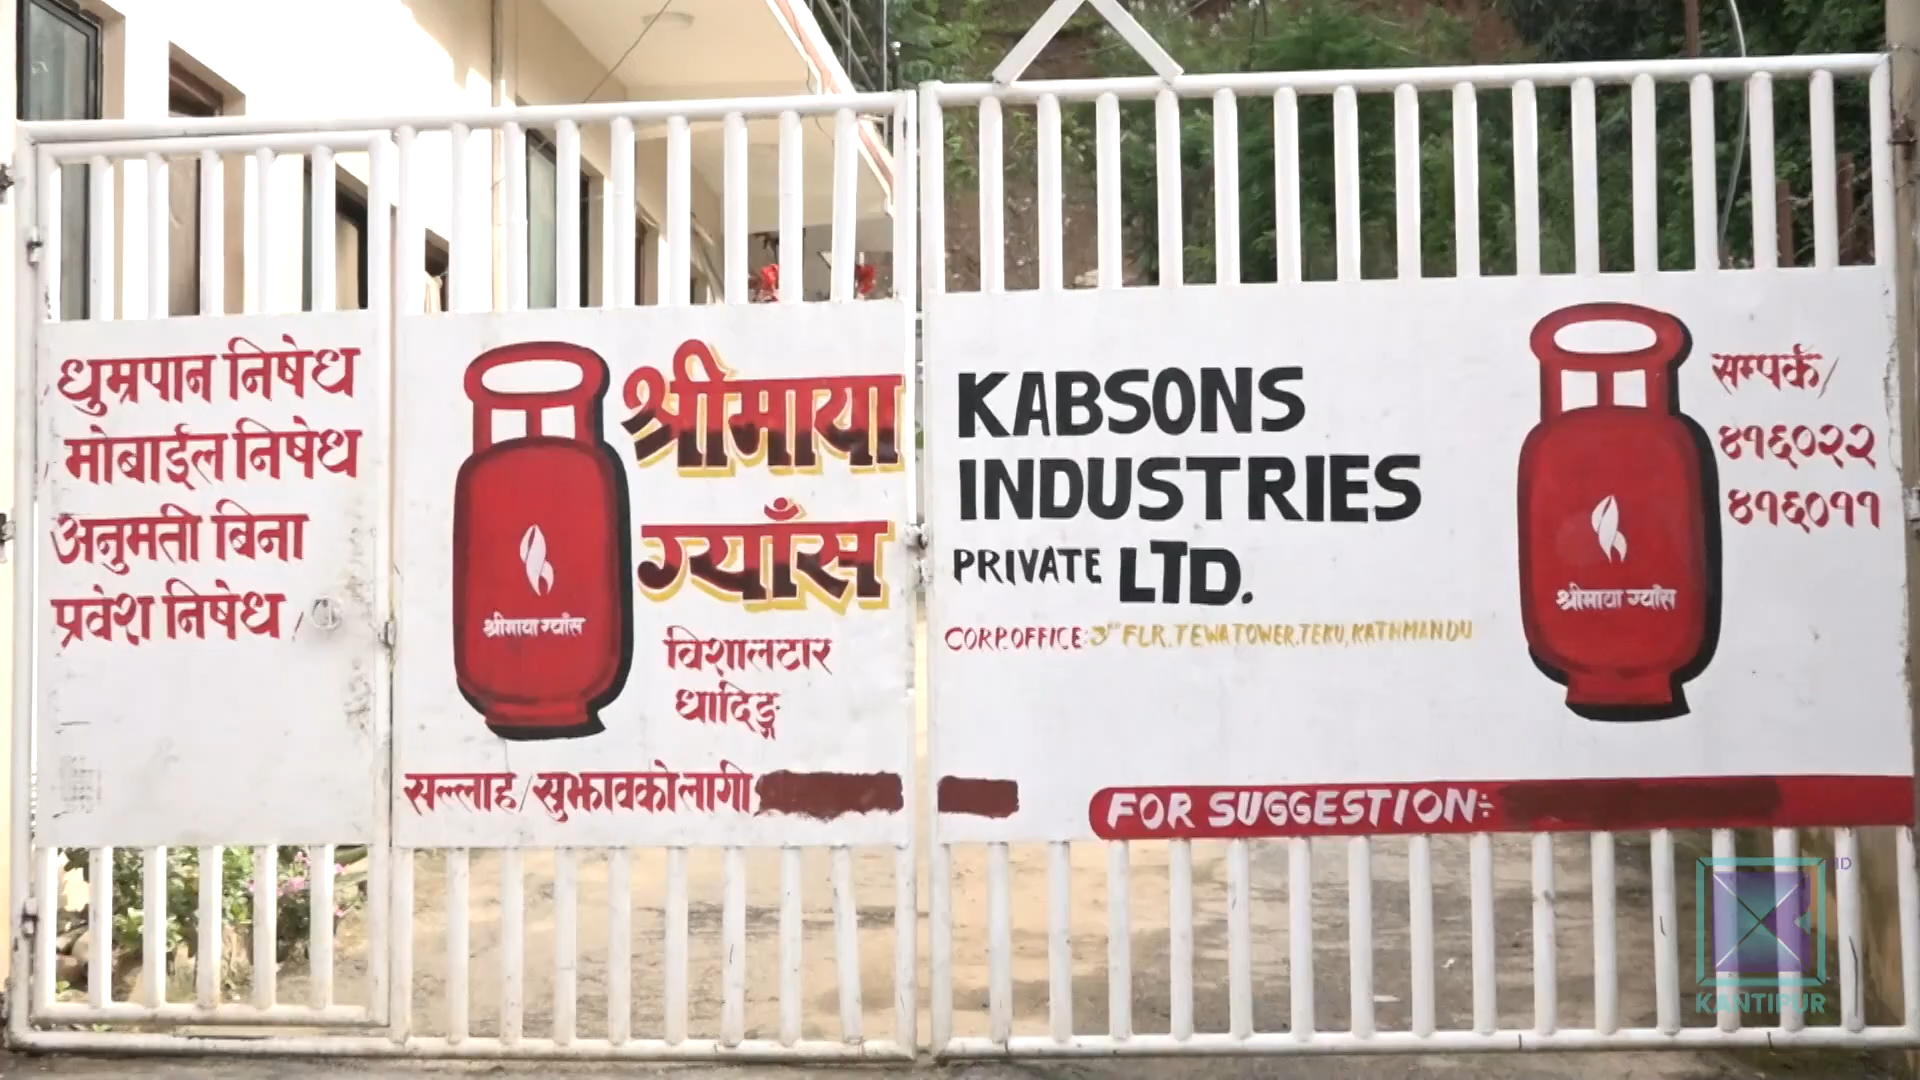 धुम्रपान निषेध
मोबाईल निषेध
अनुमती बिना
प्रवेश निषेध
श्रीमाया
ग्याँस
श्रीमाया ग्याँस
विशालटार
धादिङ्ग
सल्लाह/सुझावको लागी
KABSONS
INDUSTRIES
PRIVATE LTD.
CORP.OFFICE: 3RD FLR.TEWA TOWER.TEKU, KATHMANDU
श्रीमाया ग्याँस
सम्पर्क/
४१६०२२
४१६०११
FOR SUGGESTION:-
HD
KANTIPUR